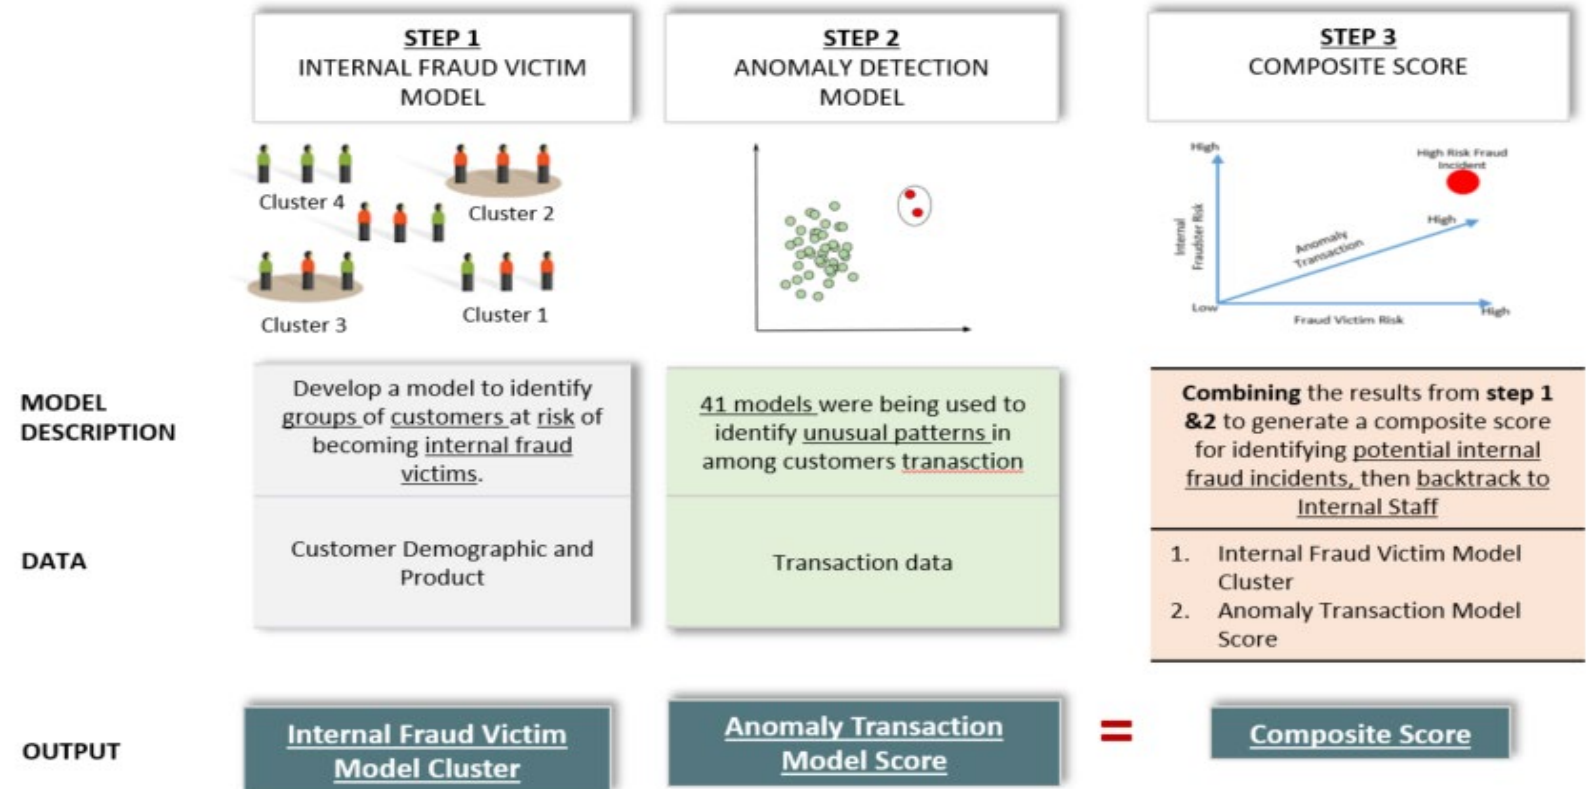 STEP 1
INTERNAL FRAUD VICTIM
MODEL
STEP 2
ANOMALY DETECTION
MODEL
STEP 3
COMPOSITE SCORE
Cluster 4
Cluster 2
Cluster 3
Cluster 1
High
High Risk Fraud
Incident
Internal
Fraudster Risk
Anomaly
Transaction
High
Low
High
Fraud Victim Risk
MODEL
DESCRIPTION
Develop a model to identify
groups of customers at risk of
becoming internal fraud
victims.
41 models were being used to
identify unusual patterns in
among customers tranasction
Combining the results from step 1
&2 to generate a composite score
for identifying potential internal
fraud incidents, then backtrack to
Internal Staff
DATA
Customer Demographic and
Product
Transaction data
1. Internal Fraud Victim Model
Cluster
2. Anomaly Transaction Model
Score
OUTPUT
Internal Fraud Victim
Model Cluster
Anomaly Transaction
Model Score
=
Composite Score